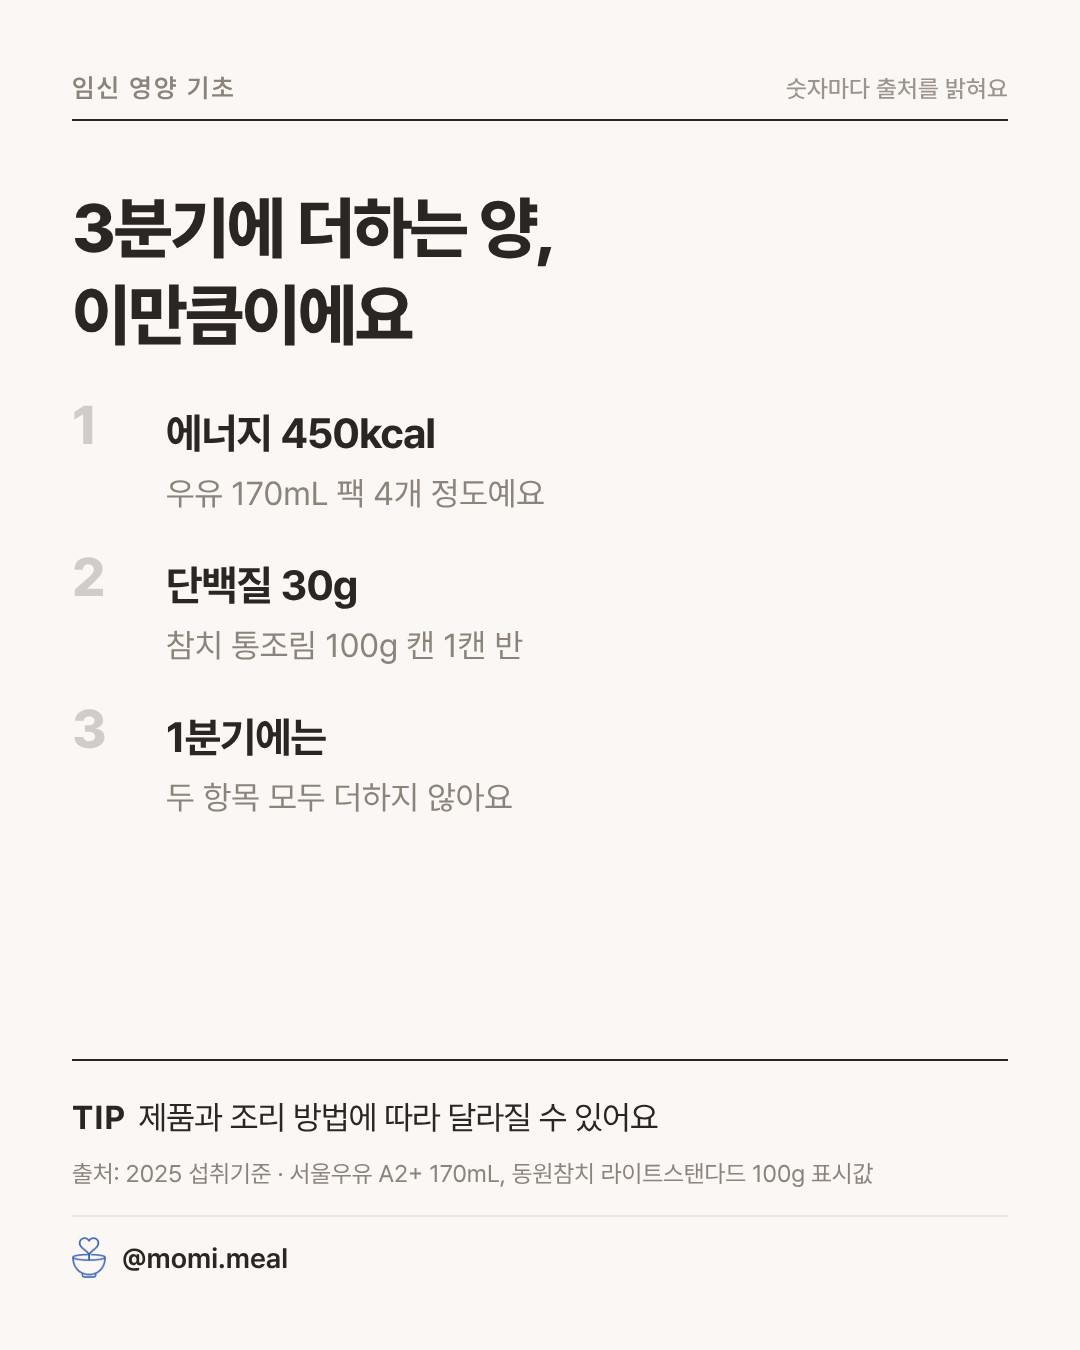 임신 영양 기초
숫자마다 출처를 밝혀요
3분기에 더하는 양,
이만큼이에요
1
에너지 450kcal
우유 170mL 팩 4개 정도예요
2
단백질 30g
참치 통조림 100g 캔 1캔 반
3
1분기에는
두 항목 모두 더하지 않아요
TIP 제품과 조리 방법에 따라 달라질 수 있어요
출처: 2025 섭취기준 · 서울우유 A2+ 170mL, 동원참치 라이트스탠다드 100g 표시값
@momi.meal